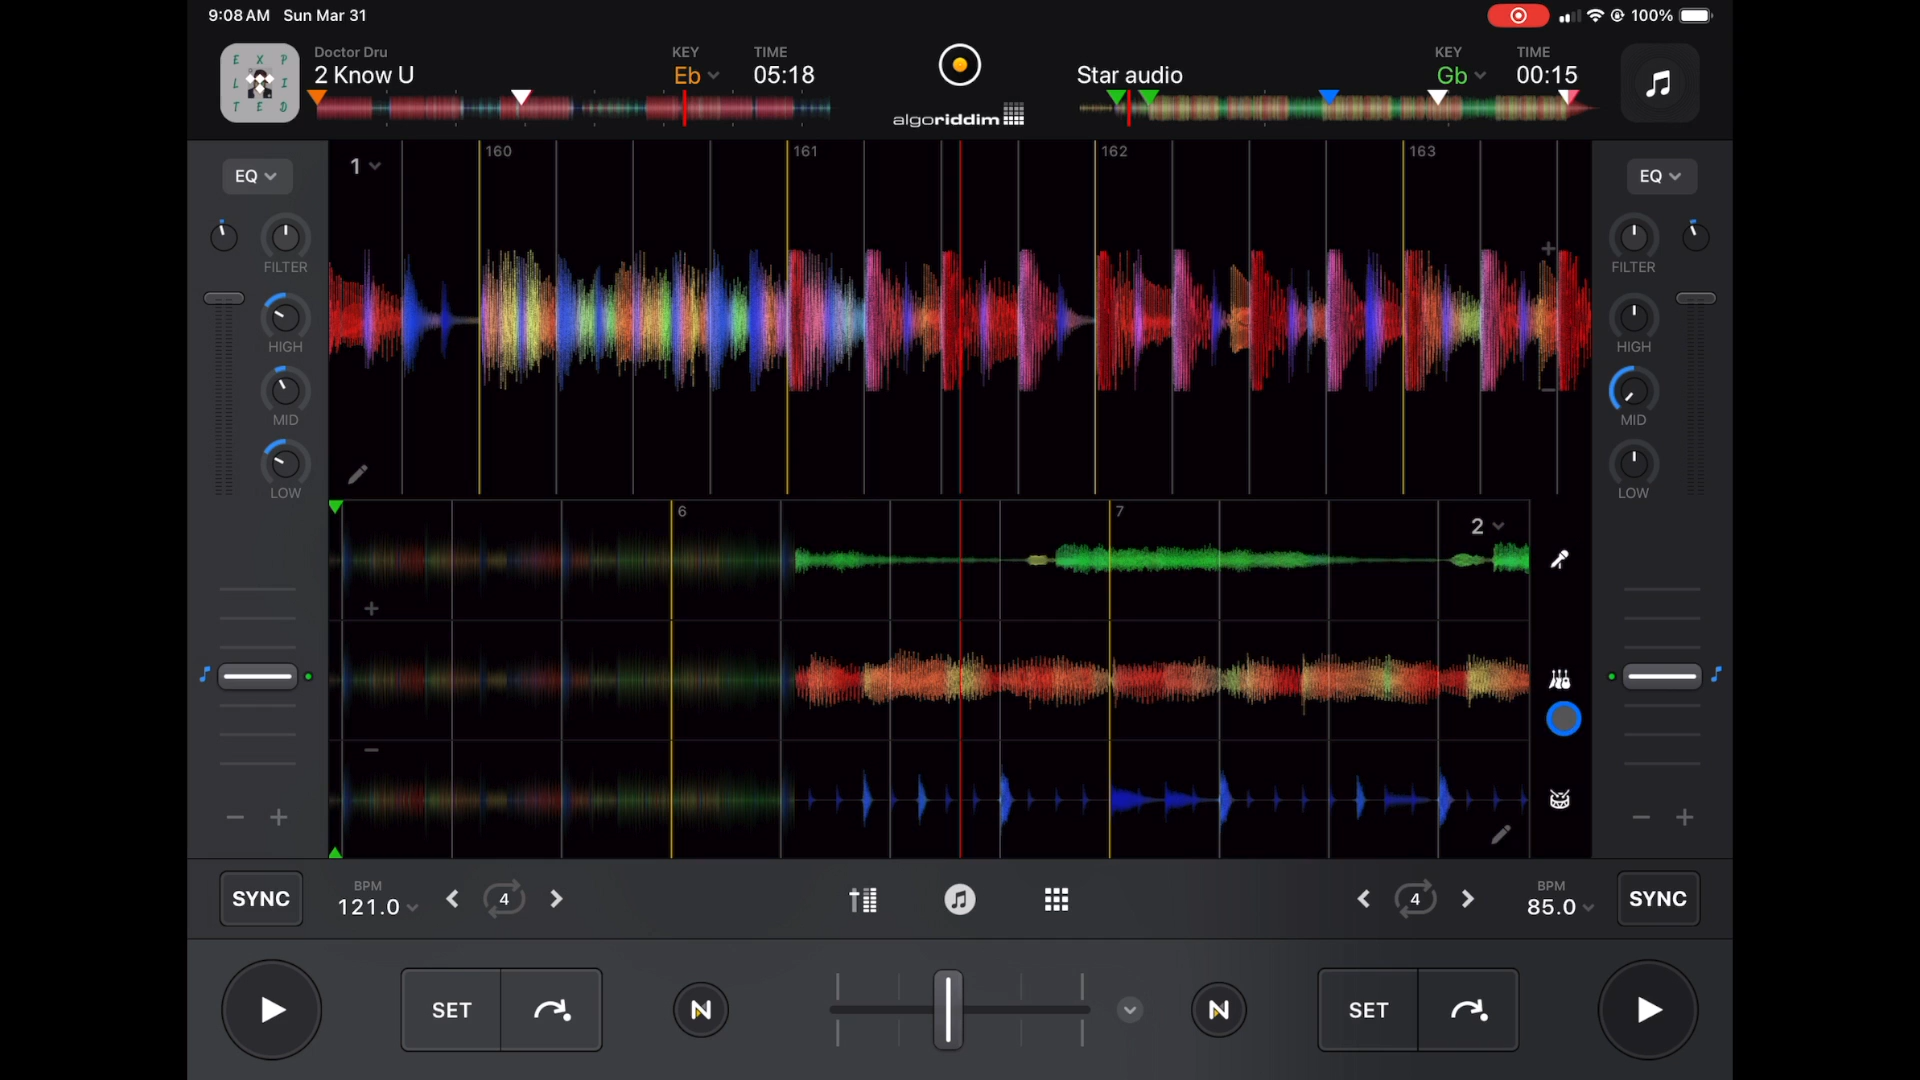 9:08 AM Sun Mar 31
100%
E X P
L I
T E D
Doctor Dru
2 Know U
KEY
Eb
TIME
05:18
algoriddim
Star audio
KEY
Gb
TIME
00:15
EQ
FILTER
HIGH
MID
LOW
1
160
161
162
163
EQ
FILTER
HIGH
MID
LOW
6
7
2
SYNC
BPM
121.0
4
4
BPM
85.0
SYNC
SET
N
N
SET